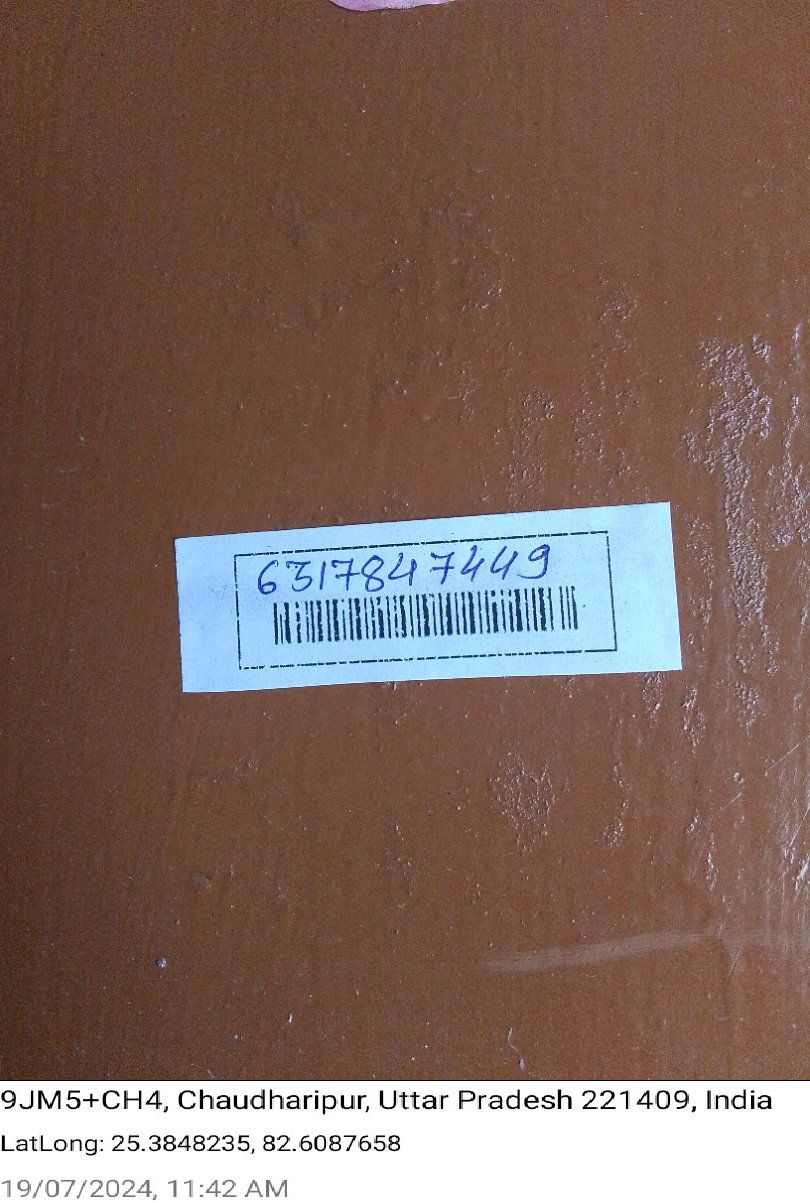 6317847449
9JM5+CH4, Chaudharipur, Uttar Pradesh 221409, India
LatLong: 25.3848235, 82.6087658
19/07/2024, 11:42 AM